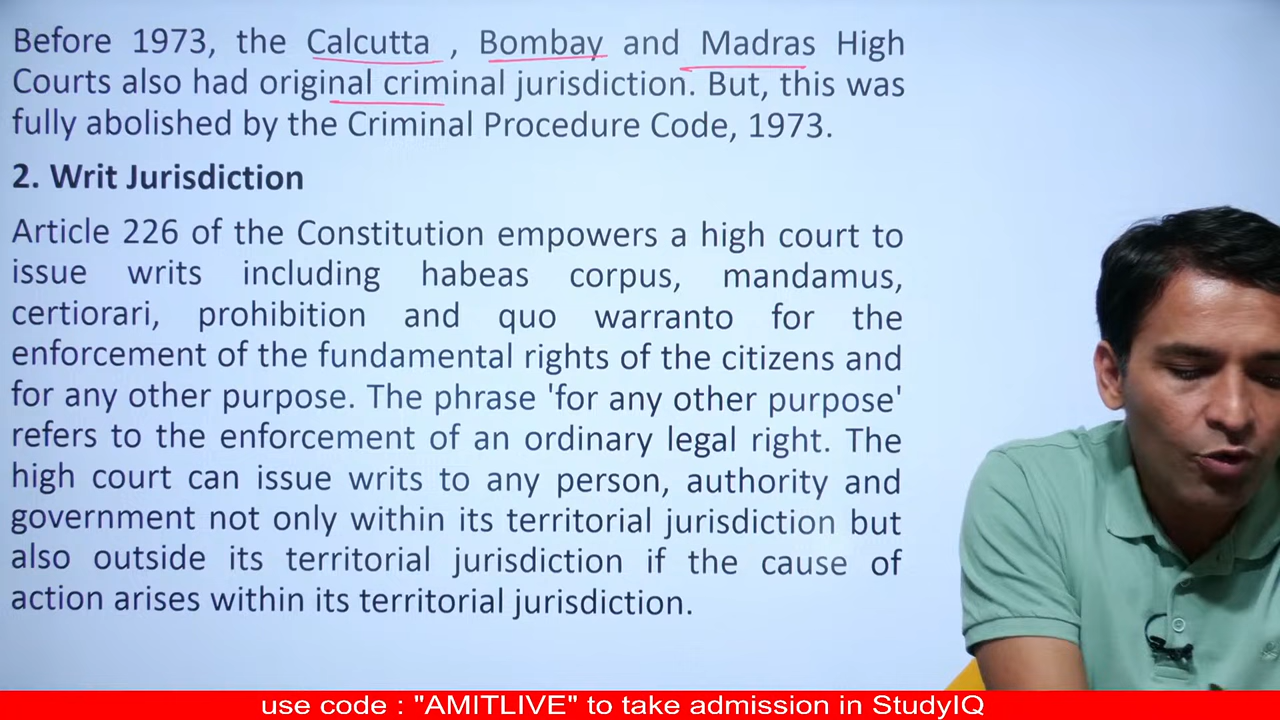 Before 1973, the Calcutta , Bombay and Madras High
Courts also had original criminal jurisdiction. But, this was
fully abolished by the Criminal Procedure Code, 1973.
2. Writ Jurisdiction
Article 226 of the Constitution empowers a high court to
issue writs including habeas corpus, mandamus,
certiorari, prohibition and quo warranto for the
enforcement of the fundamental rights of the citizens and
for any other purpose. The phrase 'for any other purpose'
refers to the enforcement of an ordinary legal right. The
high court can issue writs to any person, authority and
government not only within its territorial jurisdiction but
also outside its territorial jurisdiction if the cause of
action arises within its territorial jurisdiction.
use code : "AMITLIVE" to take admission in StudyIQ